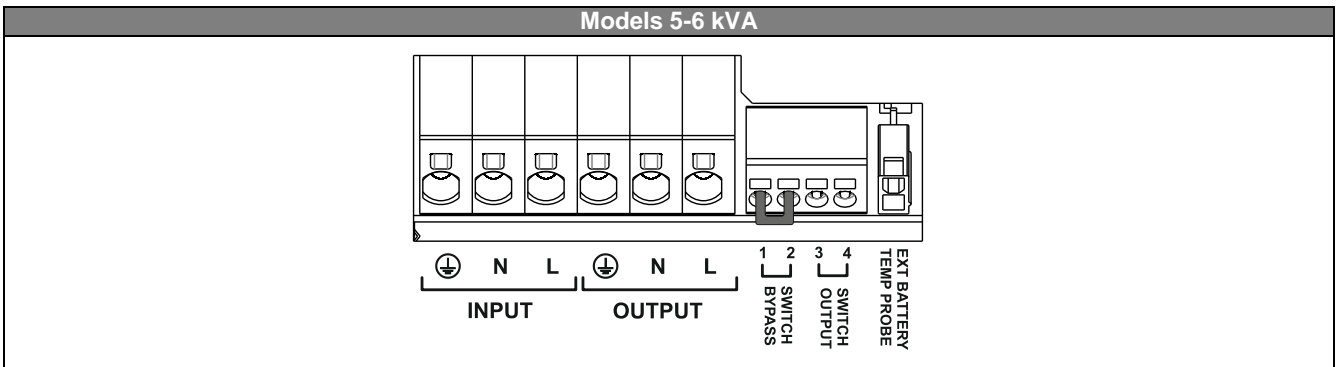 Models 5-6 kVA
N L N L 1 2 3 4
INPUT OUTPUT
SWITCH
BYPASS
SWITCH
OUTPUT
EXT BATTERY
TEMP PROBE